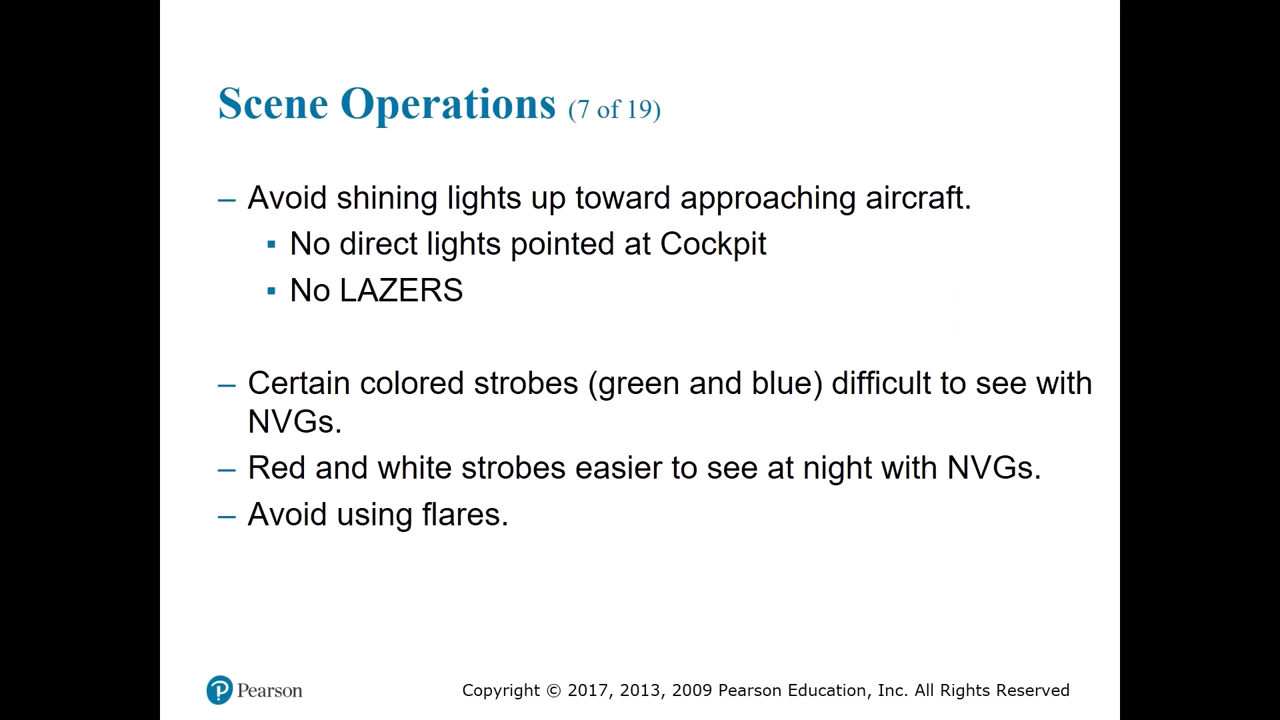 Scene Operations (7 of 19)
– Avoid shining lights up toward approaching aircraft.
▪ No direct lights pointed at Cockpit
▪ No LAZERS
– Certain colored strobes (green and blue) difficult to see with
NVGs.
– Red and white strobes easier to see at night with NVGs.
– Avoid using flares.
Pearson
Copyright © 2017, 2013, 2009 Pearson Education, Inc. All Rights Reserved